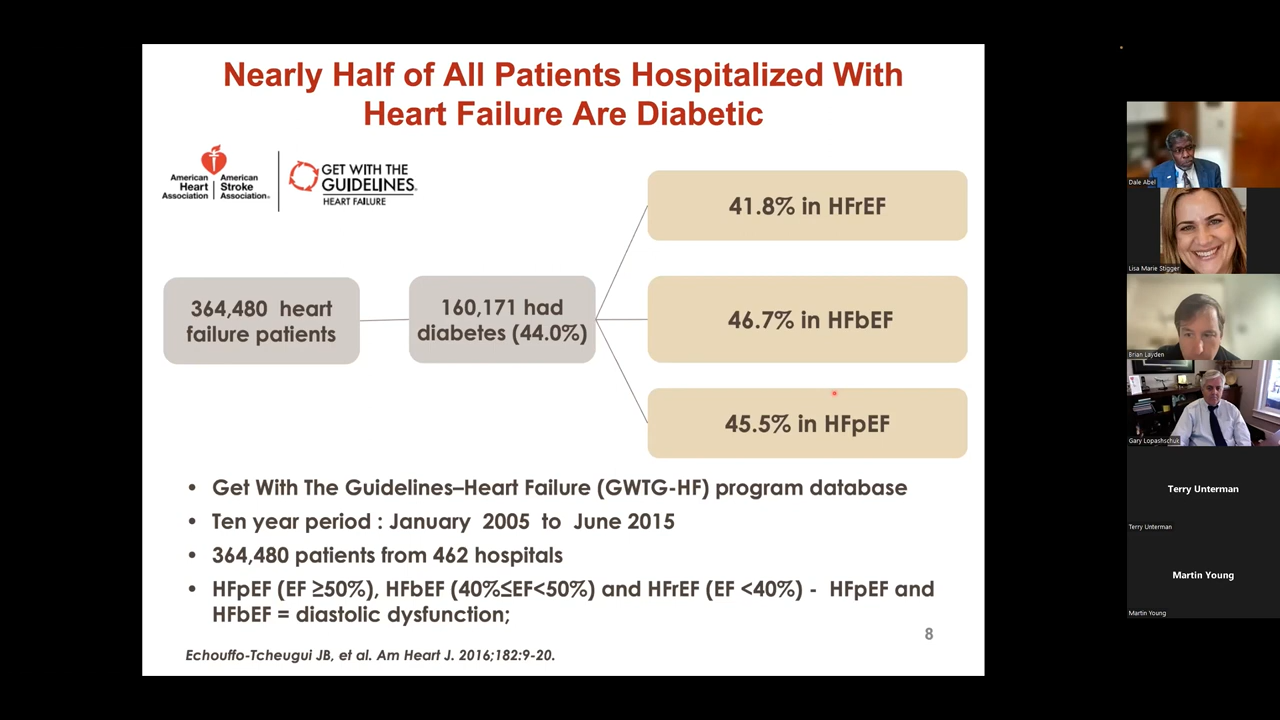 Nearly Half of All Patients Hospitalized With
Heart Failure Are Diabetic
American
Heart
Association
American
Stroke
Association®
GET WITH THE
GUIDELINES®
HEART FAILURE
364,480 heart
failure patients
160,171 had
diabetes (44.0%)
41.8% in HFrEF
46.7% in HFbEF
45.5% in HFpEF
• Get With The Guidelines–Heart Failure (GWTG-HF) program database
• Ten year period : January 2005 to June 2015
• 364,480 patients from 462 hospitals
• HFpEF (EF ≥50%), HFbEF (40%≤EF<50%) and HFrEF (EF <40%) - HFpEF and
HFbEF = diastolic dysfunction;
8
Echouffo-Tcheugui JB, et al. Am Heart J. 2016;182:9-20.
Dale Abel
Lisa Marie Stigger
Brian Layden
Gary Lopashschuk
Terry Unterman
Terry Unterman
Martin Young
Martin Young